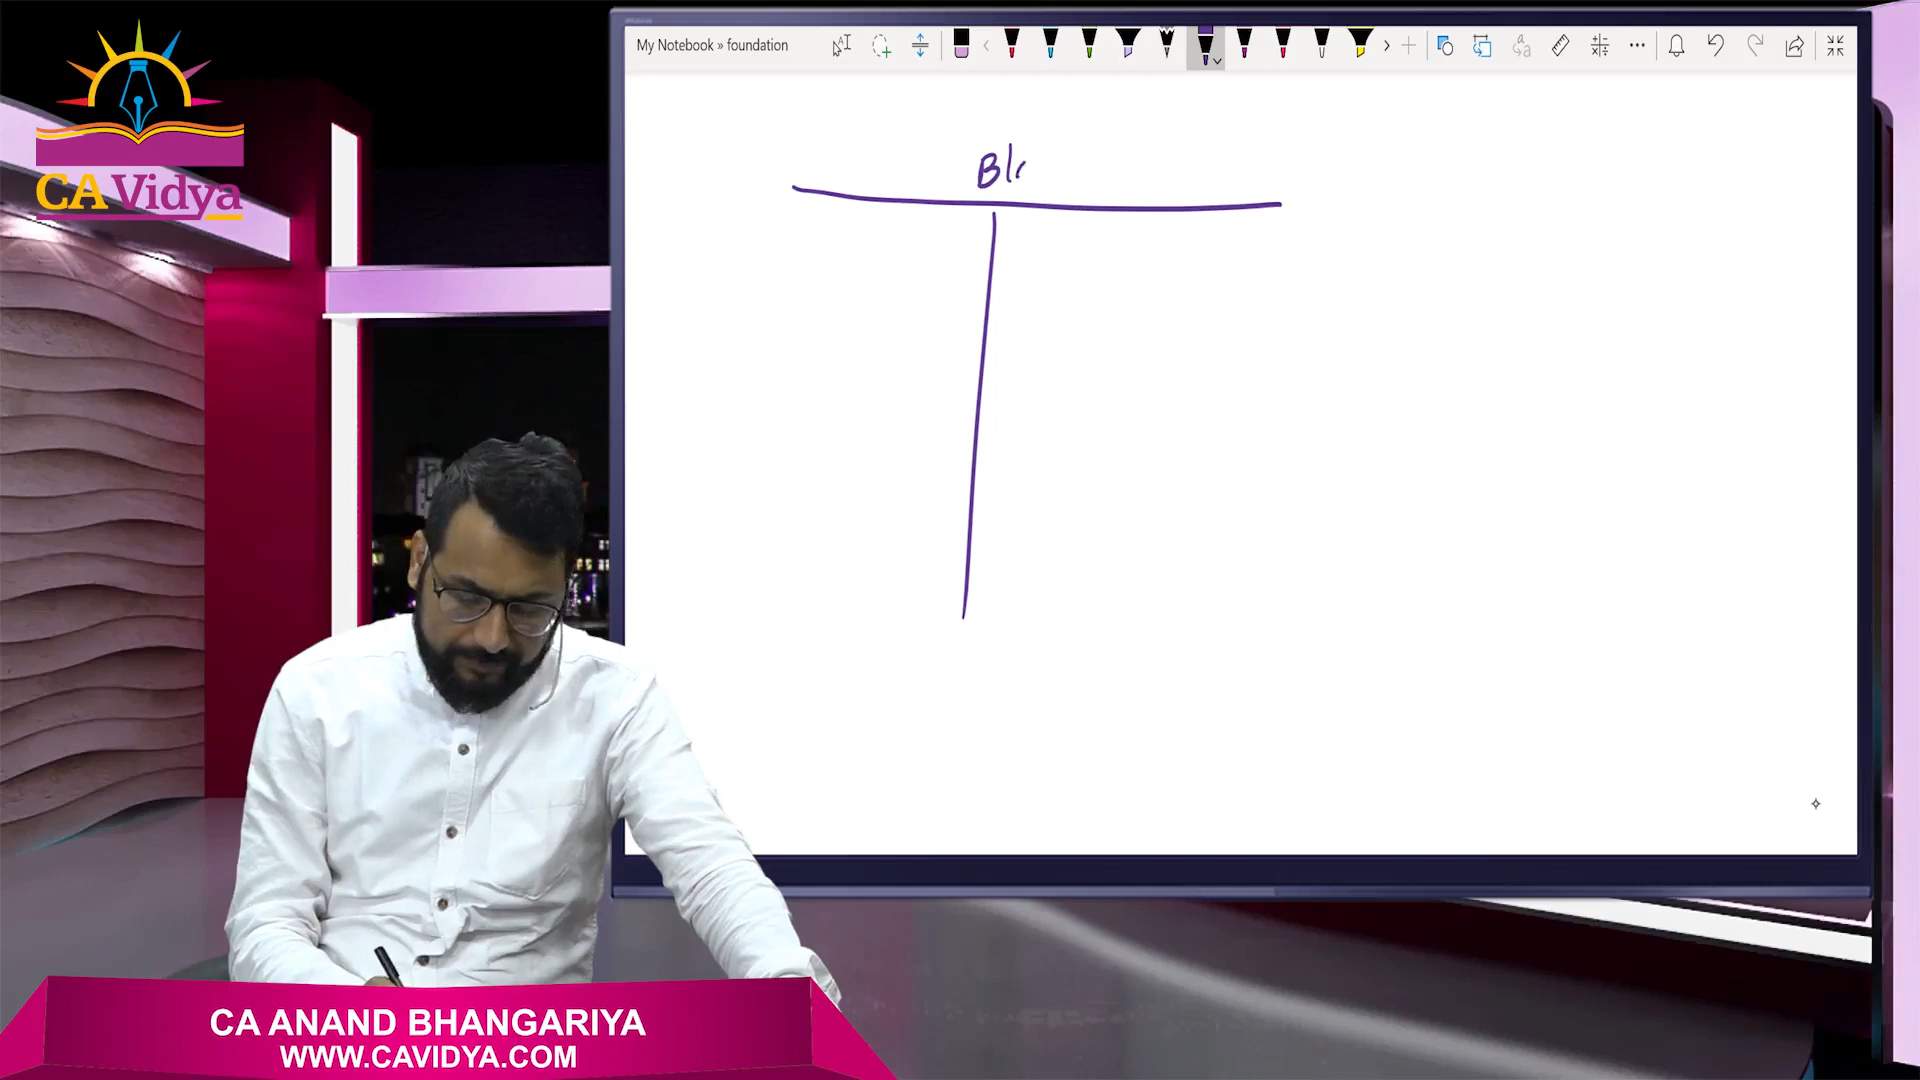 CA Vidya
My Notebook » foundation
Bl
CA ANAND BHANGARIYA
WWW.CAVIDYA.COM